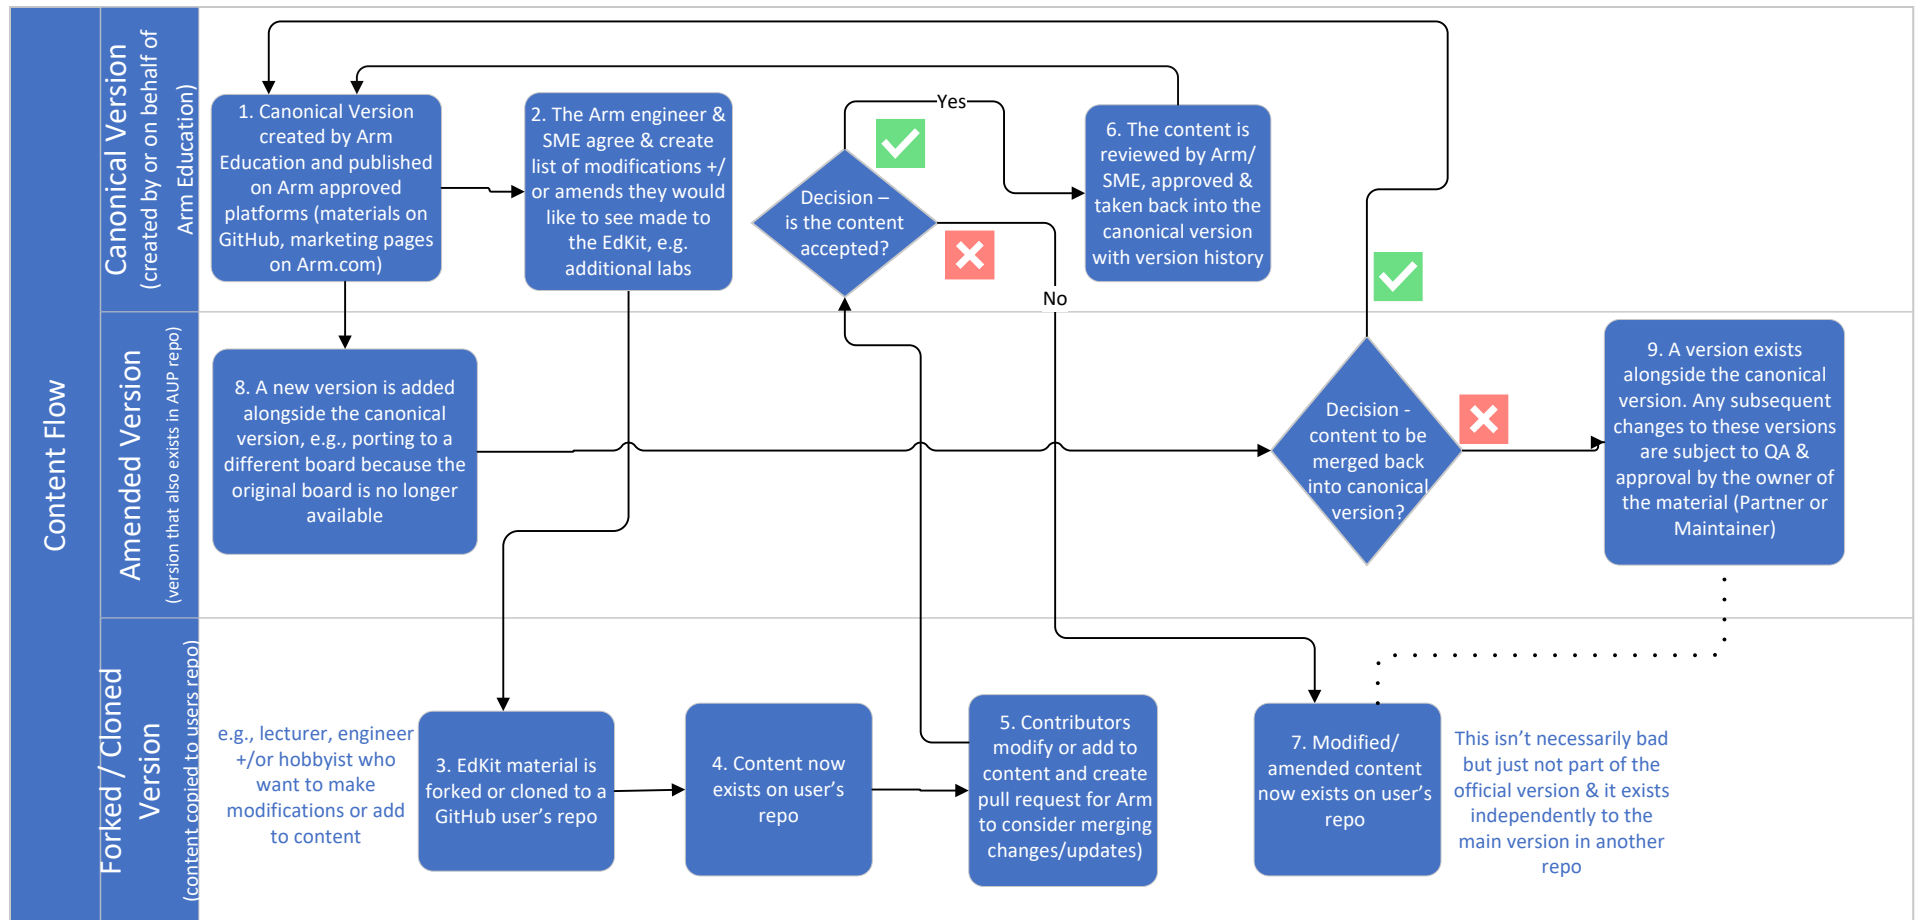 Content Flow
Canonical Version
(created by or on behalf of
Arm Education)
1. Canonical Version
created by Arm
Education and published
on Arm approved
platforms (materials on
GitHub, marketing pages
on Arm.com)
2. The Arm engineer &
SME agree & create
list of modifications +/
or amends they would
like to see made to
the EdKit, e.g.
additional labs
Decision –
is the content
accepted?
Yes
No
6. The content is
reviewed by Arm/
SME, approved &
taken back into the
canonical version
with version history
Amended Version
(version that also exists in AUP repo)
8. A new version is added
alongside the canonical
version, e.g., porting to a
different board because the
original board is no longer
available
Decision -
content to be
merged back
into canonical
version?
9. A version exists
alongside the canonical
version. Any subsequent
changes to these versions
are subject to QA &
approval by the owner of
the material (Partner or
Maintainer)
Forked / Cloned
Version
(content copied to users repo)
e.g., lecturer, engineer
+/or hobbyist who
want to make
modifications or add
to content
3. EdKit material is
forked or cloned to a
GitHub user’s repo
4. Content now
exists on user’s
repo
5. Contributors
modify or add to
content and create
pull request for Arm
to consider merging
changes/updates)
7. Modified/
amended content
now exists on user’s
repo
This isn’t necessarily bad
but just not part of the
official version & it exists
independently to the
main version in another
repo